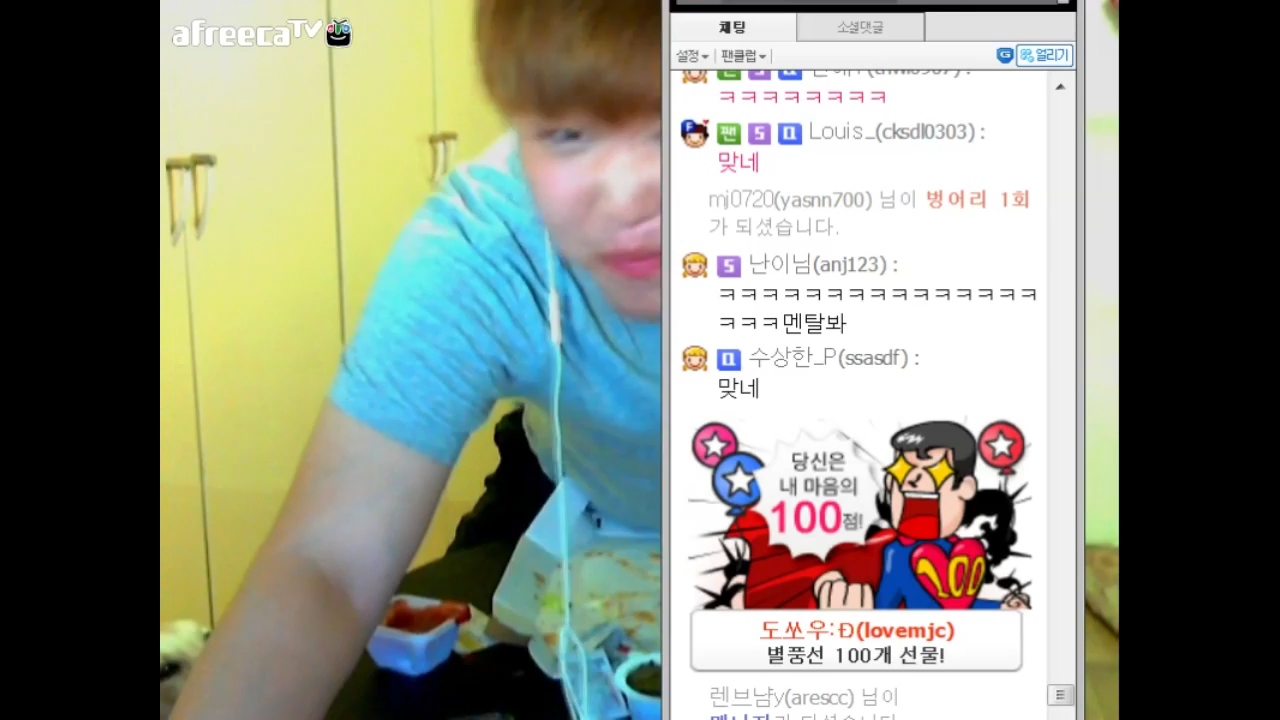 afreecaTV
채팅
소셜댓글
설정
팬클럽
얼리기
ㅋㅋㅋㅋㅋㅋㅋㅋ
팬 S Louis_(cksdl0303) :
맞네
mj0720(yasnn700) 님이 벙어리 1회
가 되셨습니다.
S 난이님(anj123) :
ㅋㅋㅋㅋㅋㅋㅋㅋㅋㅋㅋㅋㅋㅋㅋ
ㅋㅋㅋ멘탈봐
수상한_P(ssasdf) :
맞네
당신은
내 마음의
100점!
100
도쏘우:Đ(lovemjc)
별풍선 100개 선물!
렌브냠y(arescc) 님이